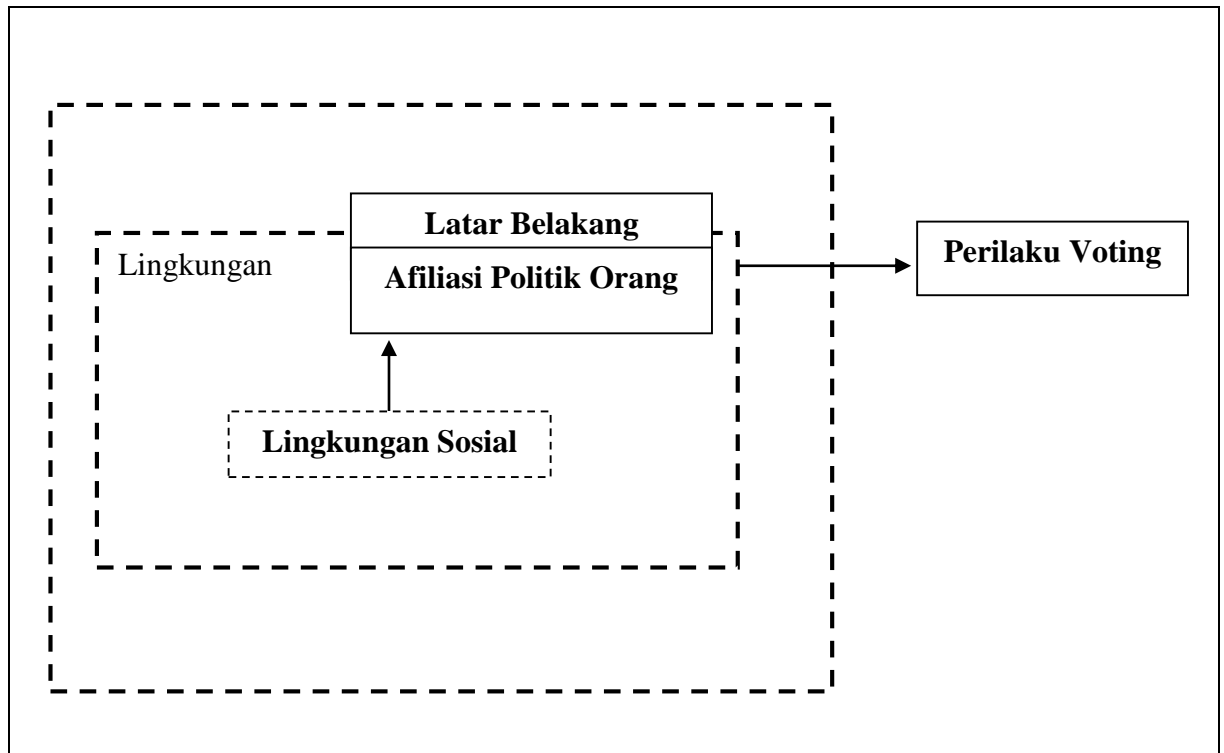 Latar Belakang
Lingkungan
Afiliasi Politik Orang
Perilaku Voting
Lingkungan Sosial